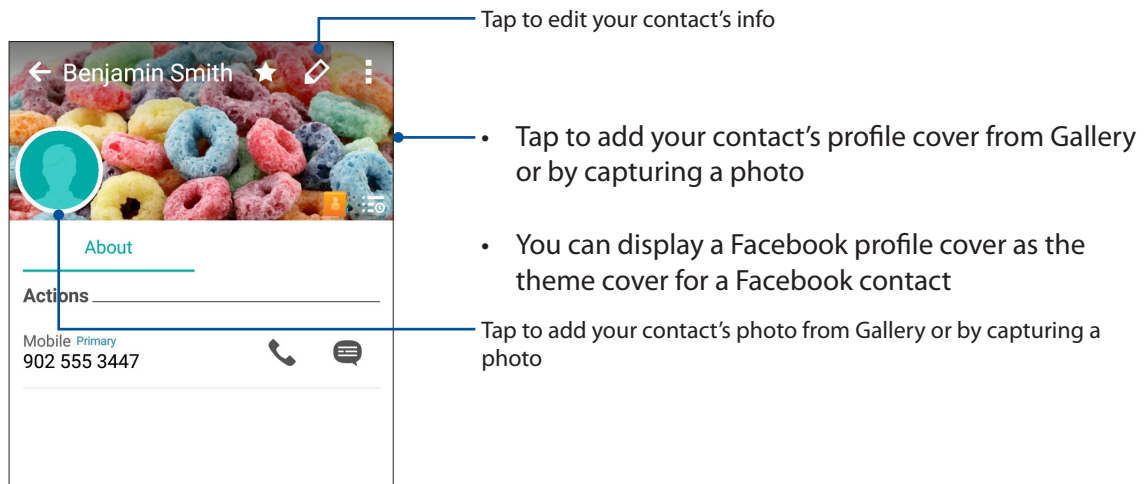 Tap to edit your contact’s info
Benjamin Smith
• Tap to add your contact’s profile cover from Gallery
or by capturing a photo
• You can display a Facebook profile cover as the
theme cover for a Facebook contact
About
Actions
Tap to add your contact’s photo from Gallery or by capturing a
photo
Mobile Primary
902 555 3447